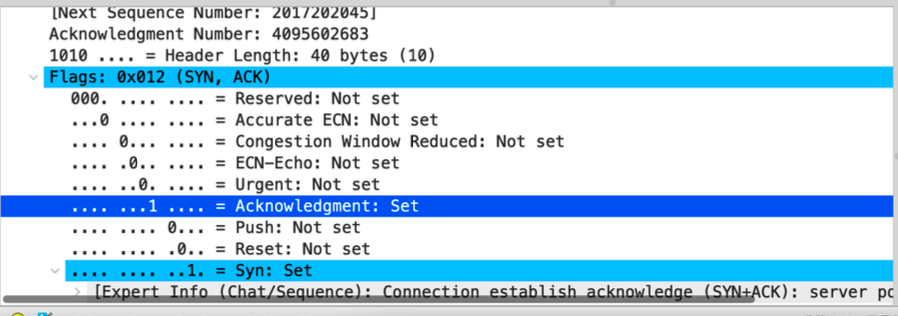 [Next Sequence Number: 2017202045]
Acknowledgment Number: 4095602683
1010 .... = Header Length: 40 bytes (10)
Flags: 0x012 (SYN, ACK)
000. .... .... = Reserved: Not set
...0 .... .... = Accurate ECN: Not set
.... 0... .... = Congestion Window Reduced: Not set
.... .0.. .... = ECN-Echo: Not set
.... ..0. .... = Urgent: Not set
.... ...1 .... = Acknowledgment: Set
.... .... 0... = Push: Not set
.... .... .0.. = Reset: Not set
.... .... ..1. = Syn: Set
[Expert Info (Chat/Sequence): Connection establish acknowledge (SYN+ACK): server po